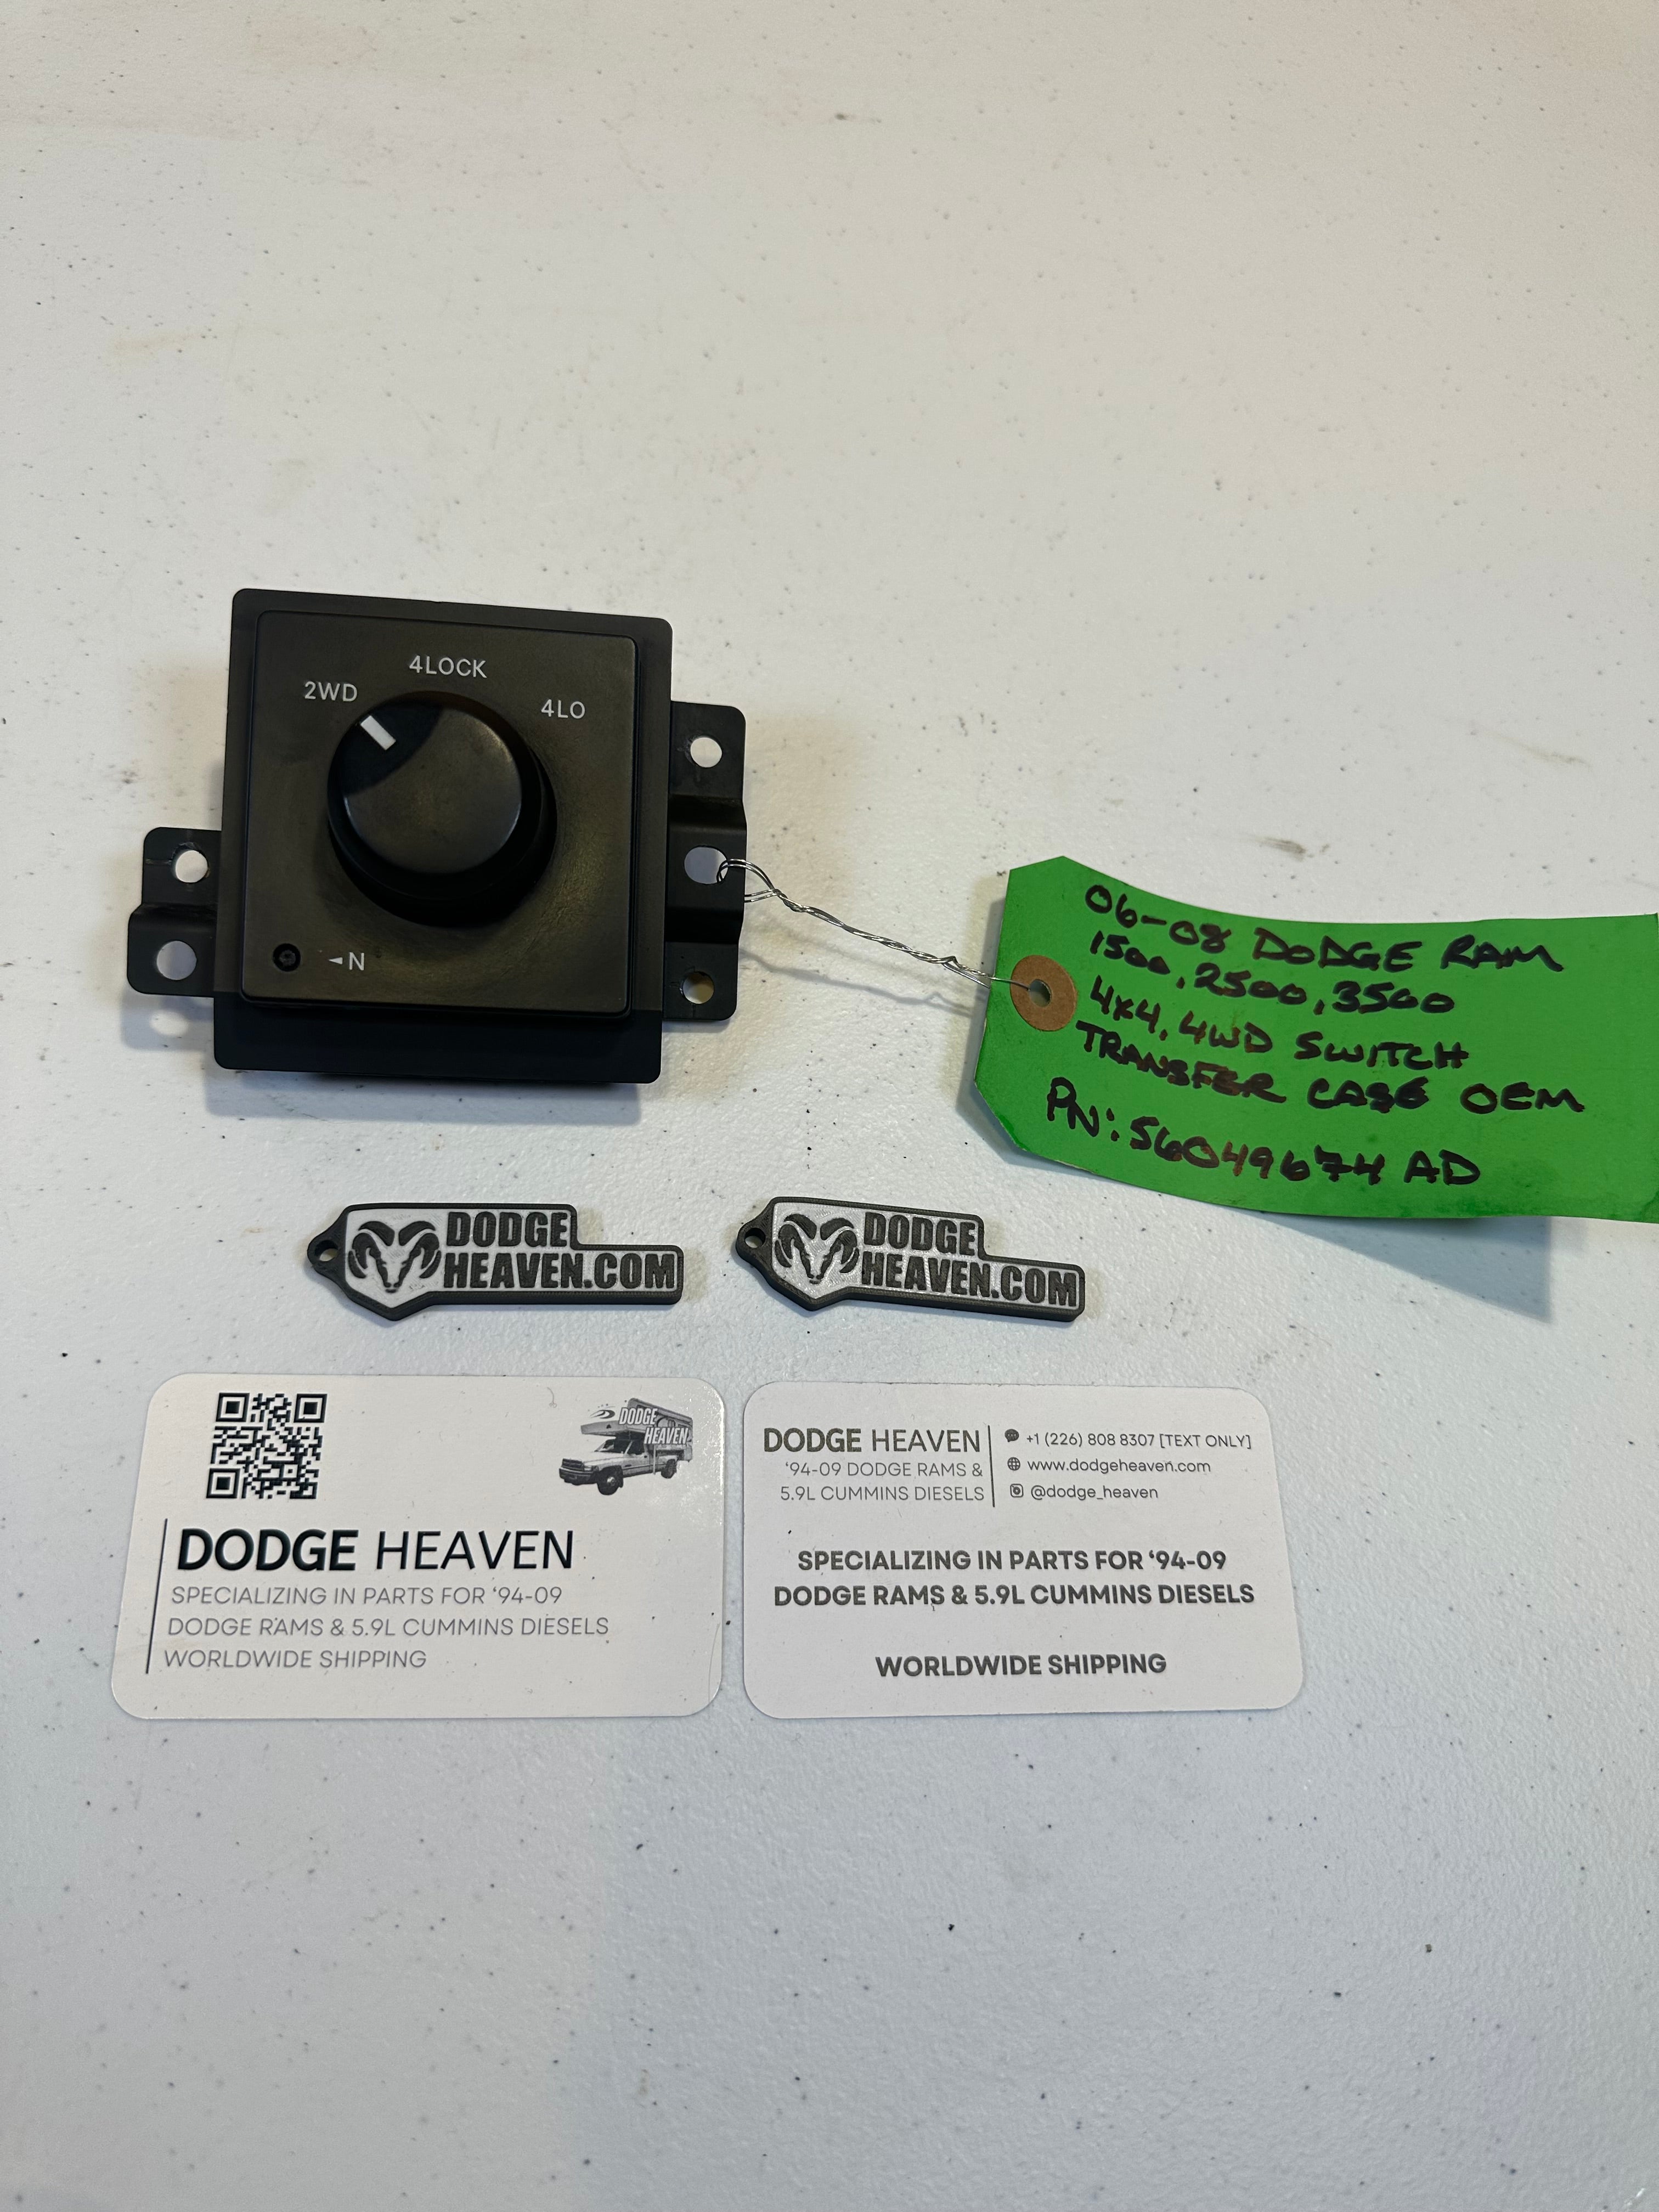 4LOCK
2WD
4LO
N
06-08 DODGE RAM
1500, 2500, 3500
4x4, 4WD SWITCH
TRANSFER CASE OEM
PN: 56049674 AD
DODGE
HEAVEN.COM
DODGE
HEAVEN.COM
DODGE
HEAVEN
DODGE HEAVEN
SPECIALIZING IN PARTS FOR ‘94-09
DODGE RAMS & 5.9L CUMMINS DIESELS
WORLDWIDE SHIPPING
DODGE HEAVEN
‘94-09 DODGE RAMS &
5.9L CUMMINS DIESELS
+1 (226) 808 8307 [TEXT ONLY]
www.dodgeheaven.com
@dodge_heaven
SPECIALIZING IN PARTS FOR ‘94-09
DODGE RAMS & 5.9L CUMMINS DIESELS
WORLDWIDE SHIPPING